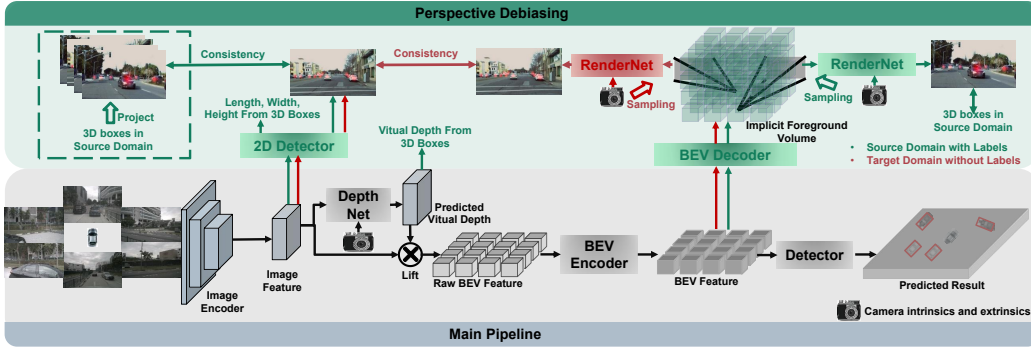 Perspective Debiasing
Consistency
Consistency
RenderNet
RenderNet
Sampling
Sampling
Project
3D boxes in
Source Domain
Length, Width,
Height From 3D Boxes
2D Detector
Vitual Depth From
3D Boxes
Implicit Foreground
Volume
BEV Decoder
3D boxes in
Source Domain
• Source Domain with Labels
• Target Domain without Labels
Depth
Net
Predicted
Vitual Depth
Image
Encoder
Image
Feature
Lift
Raw BEV Feature
BEV
Encoder
BEV Feature
Detector
Predicted Result
Camera intrinsics and extrinsics
Main Pipeline